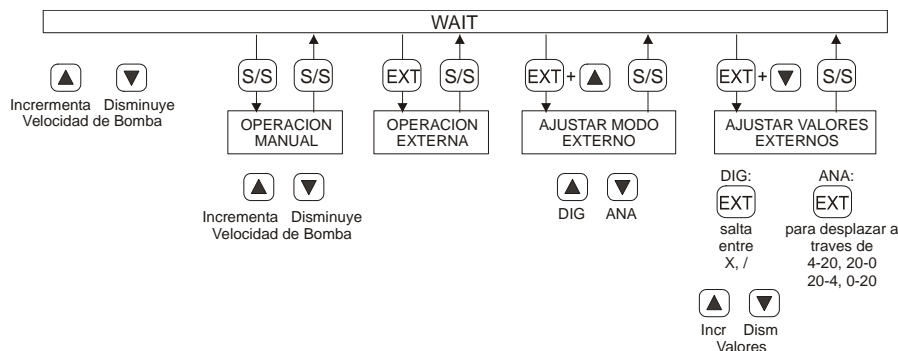 WAIT
S/S S/S EXT S/S EXT + S/S EXT + S/S
Incrementa Disminuye
Velocidad de Bomba
OPERACION
MANUAL
OPERACION
EXTERNA
AJUSTAR MODO
EXTERNO
AJUSTAR VALORES
EXTERNOS
Incrementa Disminuye
Velocidad de Bomba
DIG ANA
DIG:
EXT
salta
entre
X, /
ANA:
EXT
para desplazar a
traves de
4-20, 20-0
20-4, 0-20
Incr Dism
Valores